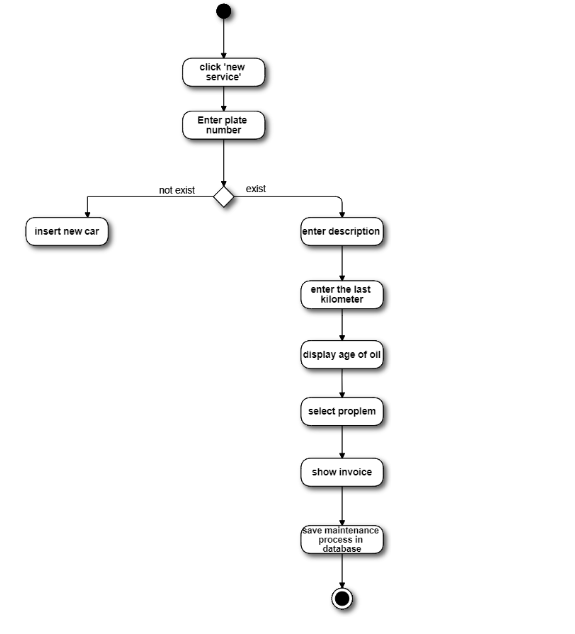 click 'new
service'
Enter plate
number
not exist
exist
insert new car
enter description
enter the last
kilometer
display age of oil
select proplem
show invoice
save maintenance
process in
database